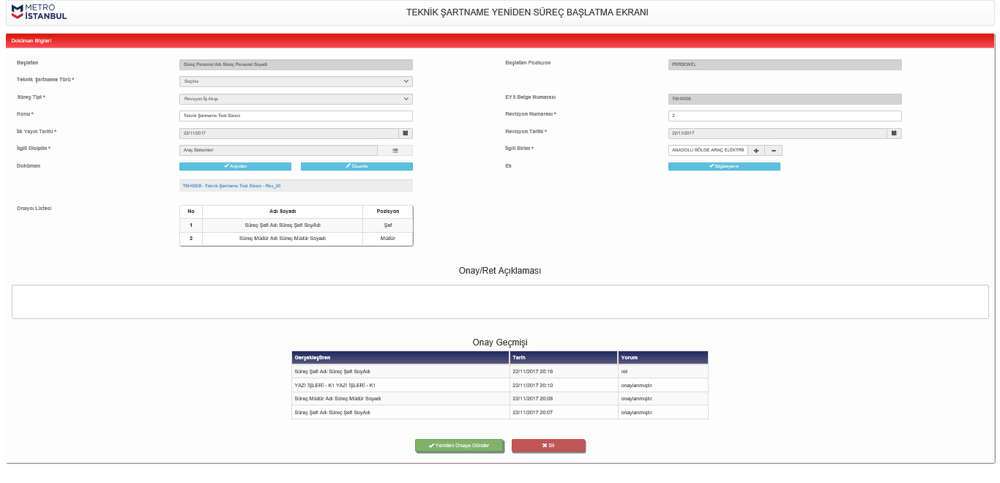 METRO
İSTANBUL
TEKNİK ŞARTNAME YENİDEN SÜREÇ BAŞLATMA EKRANI
Doküman Bilgileri
Başlatan
Süreç Personel Adı Süreç Personel Soyadı
Başlatan Pozisyon
PERSONEL
Teknik Şartname Türü *
Seçiniz
Süreç Tipi *
Revizyon İş Akışı
EYS Belge Numarası
TSH0008
Konu *
Teknik Şartname Test Süreci
Revizyon Numarası *
2
İlk Yayın Tarihi *
22/11/2017
Revizyon Tarihi *
22/11/2017
İlgili Disiplin *
Araç Sistemleri
İlgili Birim *
ANADOLU BÖLGE ARAÇ ELEKTRİK
Doküman
Arşivden
Düzenle
Ek
Bilgisayarım
TSH0008 - Teknik Şartname Test Süreci - Rev_00
Onaycı Listesi
No Adı Soyadı Pozisyon
1 Süreç Şefi Adı Süreç Şefi SoyAdı Şef
2 Süreç Müdür Adı Süreç Müdür Soyadı Müdür
Onay/Ret Açıklaması
Onay Geçmişi
Gerçekleştiren Tarih Yorum
Süreç Şefi Adı Süreç Şefi SoyAdı 22/11/2017 20:16 ret
YAZI İŞLERİ - K1 YAZI İŞLERİ - K1 22/11/2017 20:10 onaylanmıştır.
Süreç Müdür Adı Süreç Müdür Soyadı 22/11/2017 20:08 onaylanmıştır.
Süreç Şefi Adı Süreç Şefi SoyAdı 22/11/2017 20:07 onaylanmıştır.
Yeniden Onaya Gönder
Sil